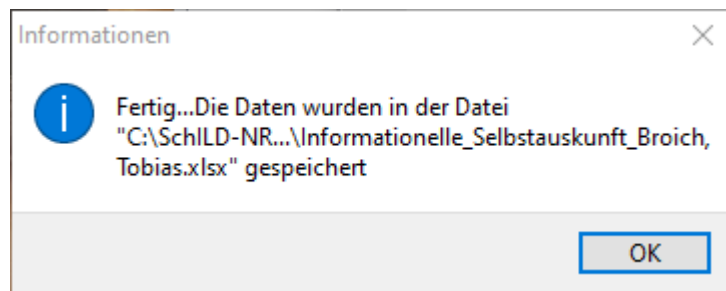 Informationen
Fertig...Die Daten wurden in der Datei
"C:\SchILD-NR...\Informationelle_Selbstauskunft_Broich,
Tobias.xlsx" gespeichert
OK